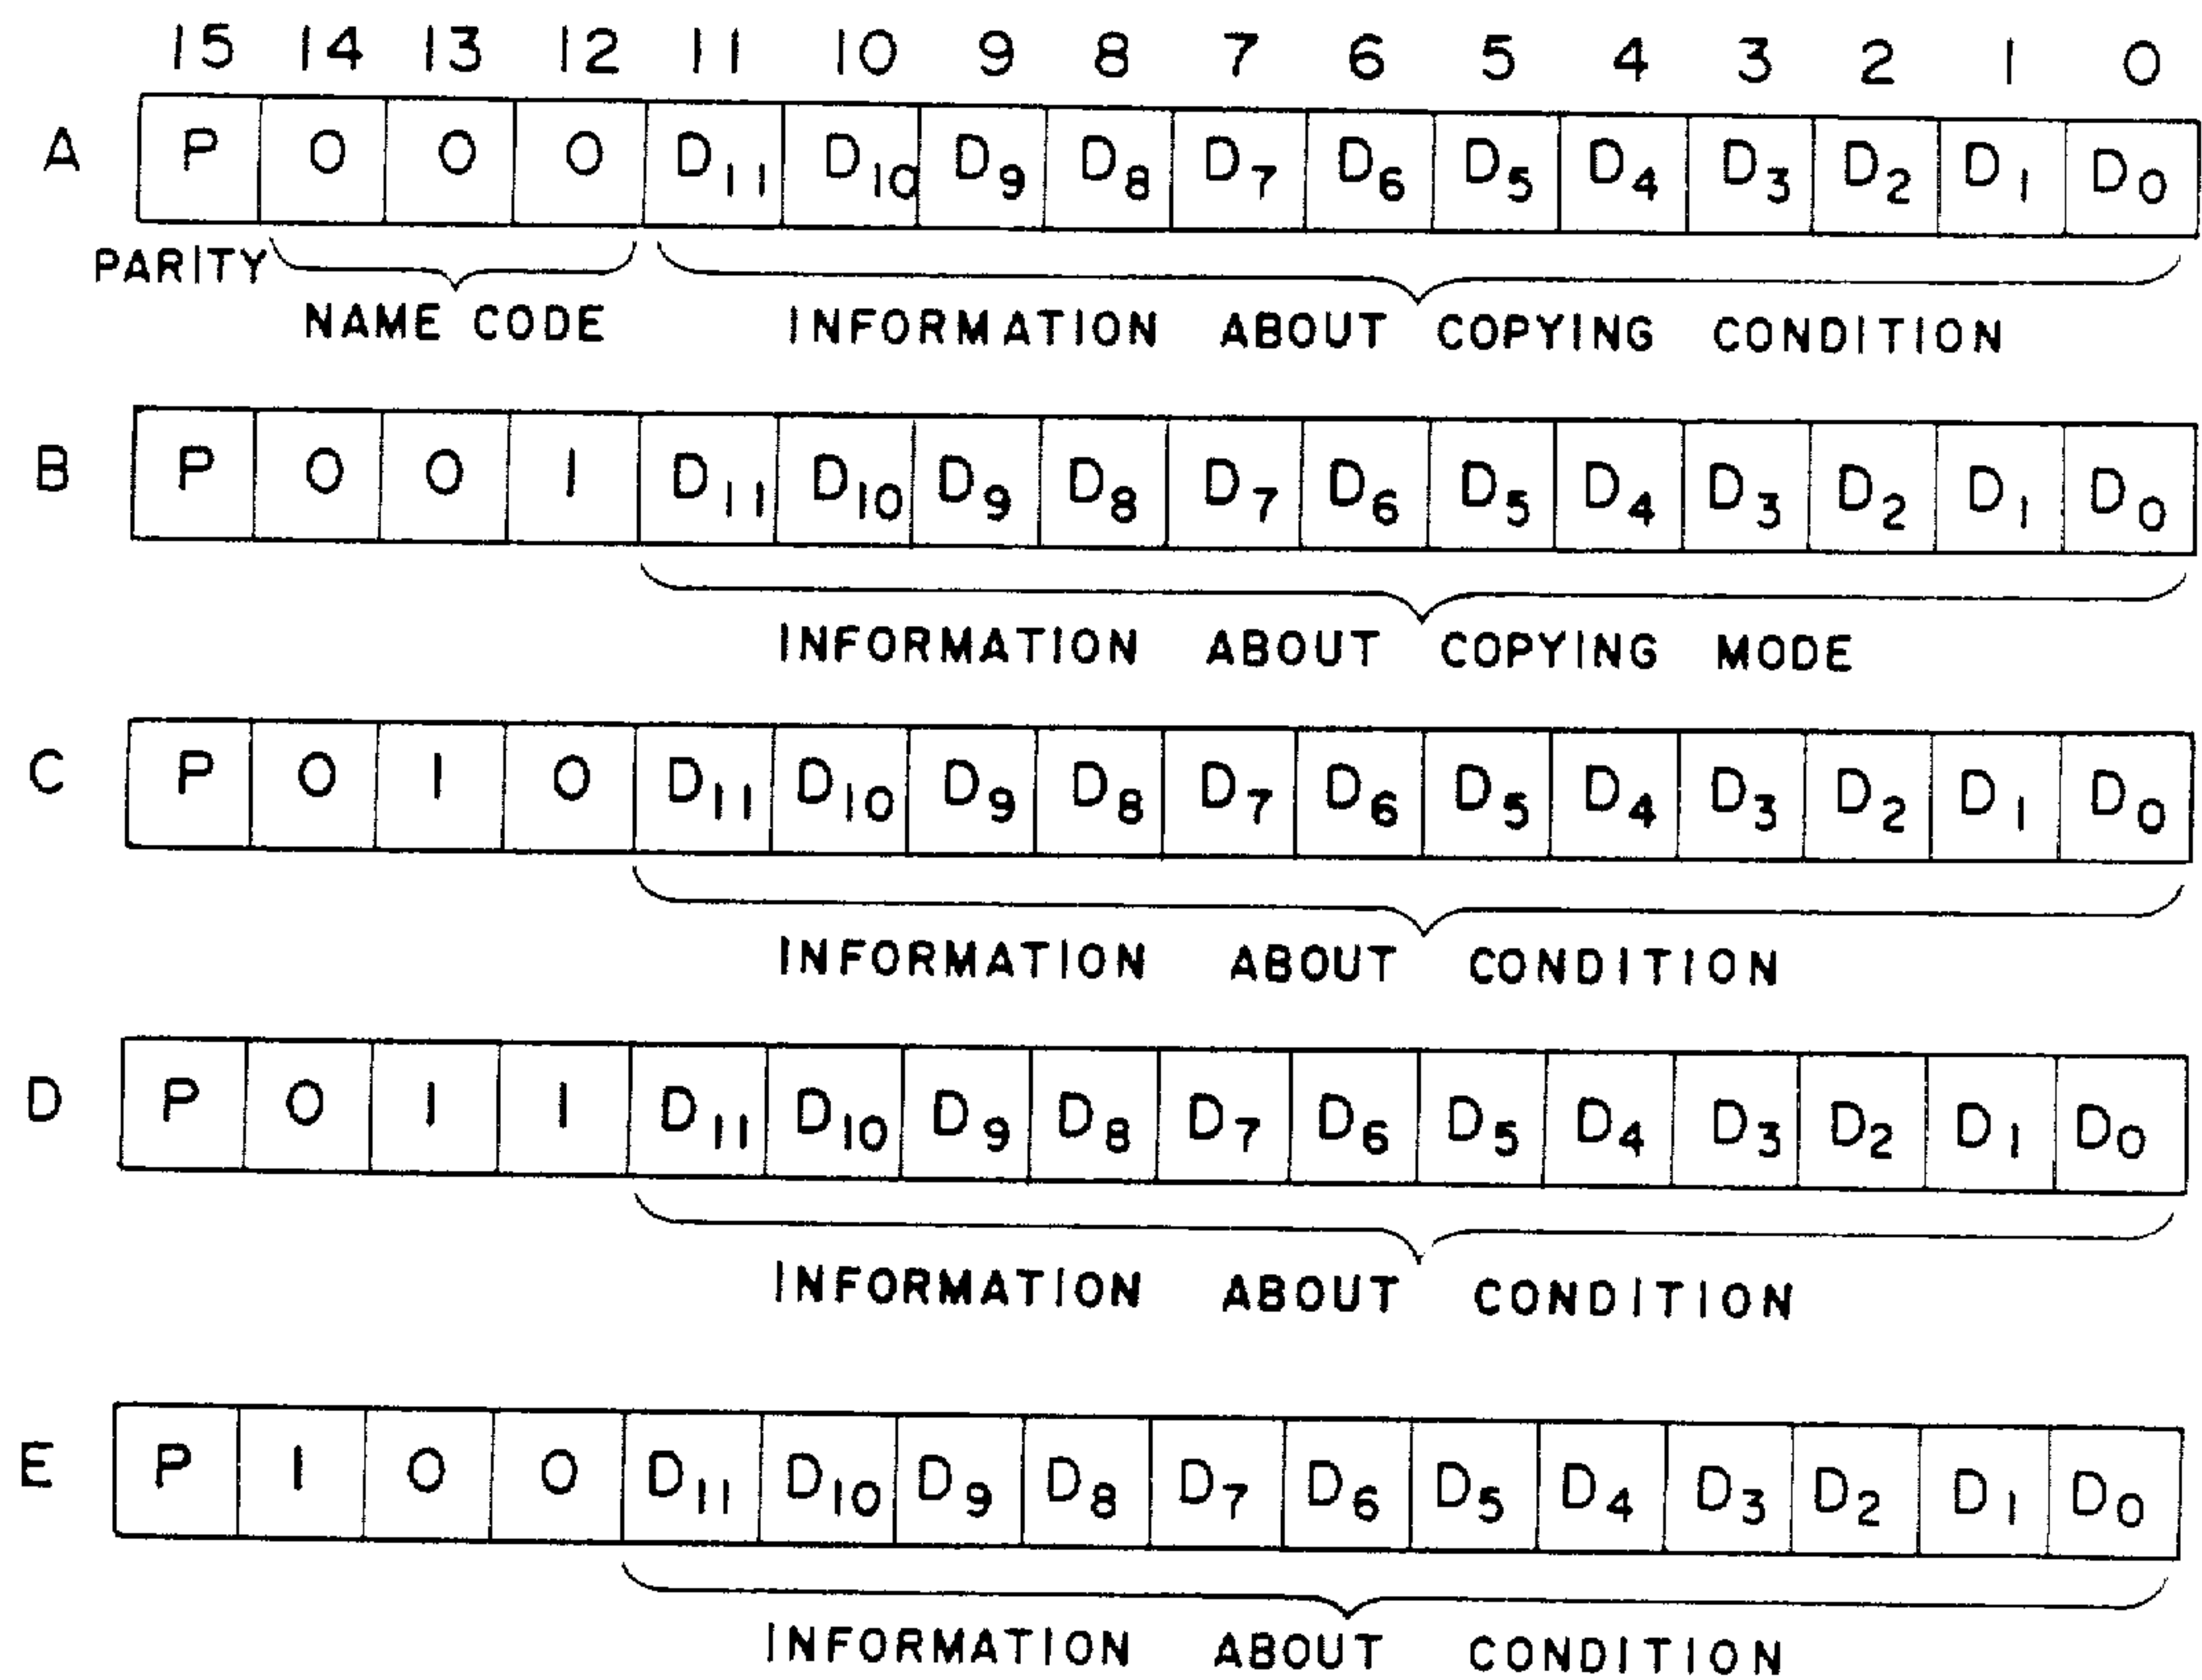 15 14 13 12 11 10 9 8 7 6 5 4 3 2 1 0
A P 0 0 0 D11 D10 D9 D8 D7 D6 D5 D4 D3 D2 D1 D0
PARITY
NAME CODE INFORMATION ABOUT COPYING CONDITION
B P 0 0 1 D11 D10 D9 D8 D7 D6 D5 D4 D3 D2 D1 D0
INFORMATION ABOUT COPYING MODE
C P 0 1 0 D11 D10 D9 D8 D7 D6 D5 D4 D3 D2 D1 D0
INFORMATION ABOUT CONDITION
D P 0 1 1 D11 D10 D9 D8 D7 D6 D5 D4 D3 D2 D1 D0
INFORMATION ABOUT CONDITION
E P 1 0 0 D11 D10 D9 D8 D7 D6 D5 D4 D3 D2 D1 D0
INFORMATION ABOUT CONDITION